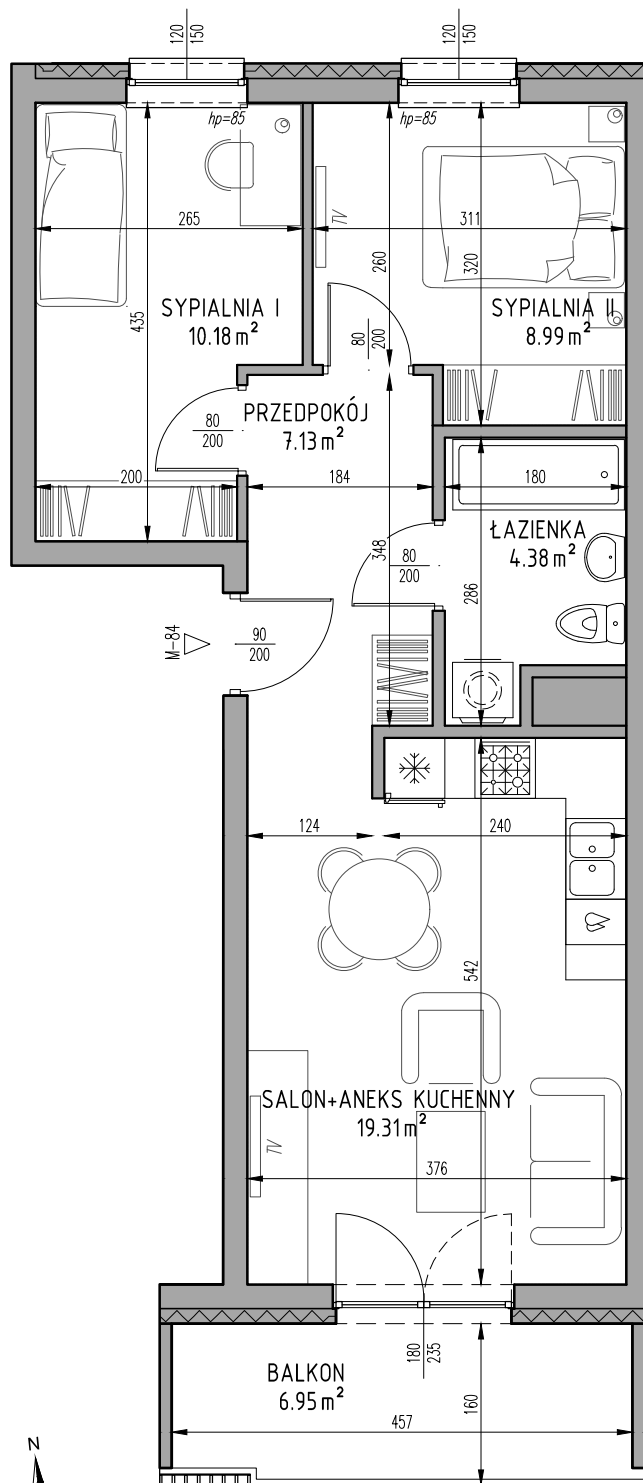 120
150
120
150
hp=85
hp=85
265
TV
311
260
320
435
SYPIALNIA I
10.18 m²
SYPIALNIA II
8.99 m²
80
200
PRZEDPOKÓJ
7.13 m²
80
200
200
184
180
ŁAZIENKA
4.38 m²
348
80
200
286
M-84
90
200
124
240
542
SALON+ANEKS KUCHENNY
19.31 m²
TV
376
180
235
BALKON
6.95 m²
160
457
N